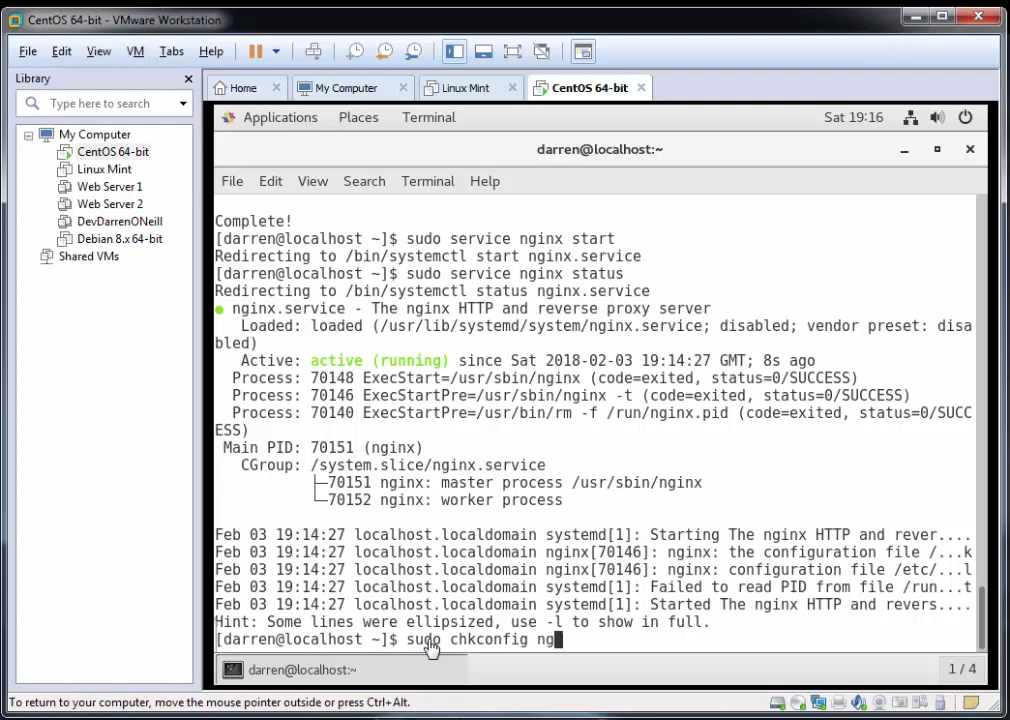 CentOS 64-bit - VMware Workstation
File Edit View VM Tabs Help
Library
Type here to search
My Computer
CentOS 64-bit
Linux Mint
Web Server 1
Web Server 2
DevDarrenONeill
Debian 8.x 64-bit
Shared VMs
Home My Computer Linux Mint CentOS 64-bit
Applications Places Terminal Sat 19:16
darren@localhost:~
File Edit View Search Terminal Help
Complete!
[darren@localhost ~]$ sudo service nginx start
Redirecting to /bin/systemctl start nginx.service
[darren@localhost ~]$ sudo service nginx status
Redirecting to /bin/systemctl status nginx.service
● nginx.service - The nginx HTTP and reverse proxy server
Loaded: loaded (/usr/lib/systemd/system/nginx.service; disabled; vendor preset: disa
bled)
Active: active (running) since Sat 2018-02-03 19:14:27 GMT; 8s ago
Process: 70148 ExecStart=/usr/sbin/nginx (code=exited, status=0/SUCCESS)
Process: 70146 ExecStartPre=/usr/sbin/nginx -t (code=exited, status=0/SUCCESS)
Process: 70140 ExecStartPre=/usr/bin/rm -f /run/nginx.pid (code=exited, status=0/SUCC
ESS)
Main PID: 70151 (nginx)
CGroup: /system.slice/nginx.service
├─70151 nginx: master process /usr/sbin/nginx
└─70152 nginx: worker process
Feb 03 19:14:27 localhost.localdomain systemd[1]: Starting The nginx HTTP and rever....
Feb 03 19:14:27 localhost.localdomain nginx[70146]: nginx: the configuration file /...k
Feb 03 19:14:27 localhost.localdomain nginx[70146]: nginx: configuration file /etc/...l
Feb 03 19:14:27 localhost.localdomain systemd[1]: Failed to read PID from file /run...t
Feb 03 19:14:27 localhost.localdomain systemd[1]: Started The nginx HTTP and revers....
Hint: Some lines were ellipsized, use -l to show in full.
[darren@localhost ~]$ sudo chkconfig ng
darren@localhost:~ 1 / 4
To return to your computer, move the mouse pointer outside or press Ctrl+Alt.